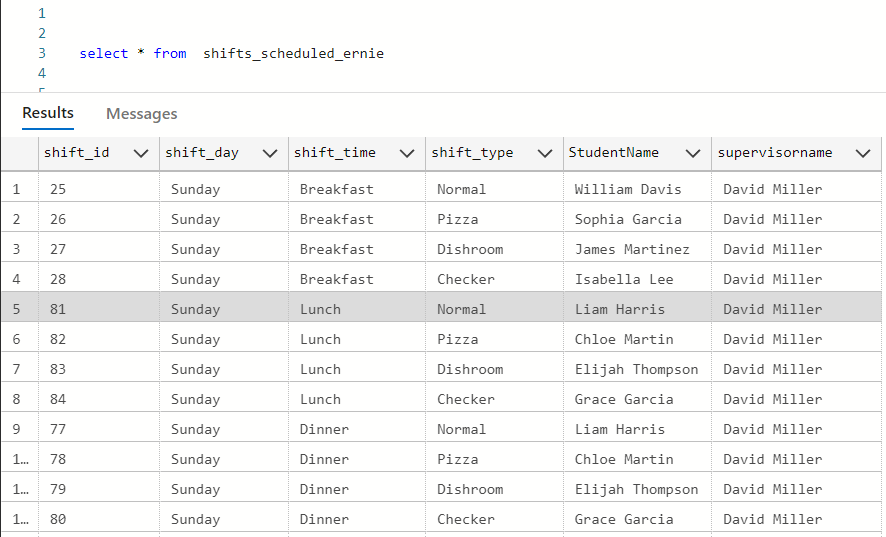 1
2
3 select * from shifts_scheduled_ernie
4
Results Messages
shift_id shift_day shift_time shift_type StudentName supervisorname
1 25 Sunday Breakfast Normal William Davis David Miller
2 26 Sunday Breakfast Pizza Sophia Garcia David Miller
3 27 Sunday Breakfast Dishroom James Martinez David Miller
4 28 Sunday Breakfast Checker Isabella Lee David Miller
5 81 Sunday Lunch Normal Liam Harris David Miller
6 82 Sunday Lunch Pizza Chloe Martin David Miller
7 83 Sunday Lunch Dishroom Elijah Thompson David Miller
8 84 Sunday Lunch Checker Grace Garcia David Miller
9 77 Sunday Dinner Normal Liam Harris David Miller
1… 78 Sunday Dinner Pizza Chloe Martin David Miller
1… 79 Sunday Dinner Dishroom Elijah Thompson David Miller
1… 80 Sunday Dinner Checker Grace Garcia David Miller